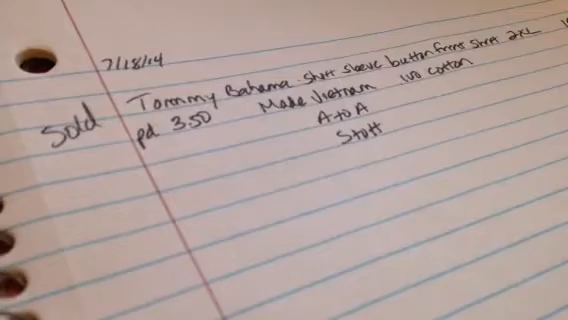 7/18/14
Sold Tommy Bahama short sleeve button front shirt 2XL
pd 3.50 Made Vietnam 100 cotton
A to A